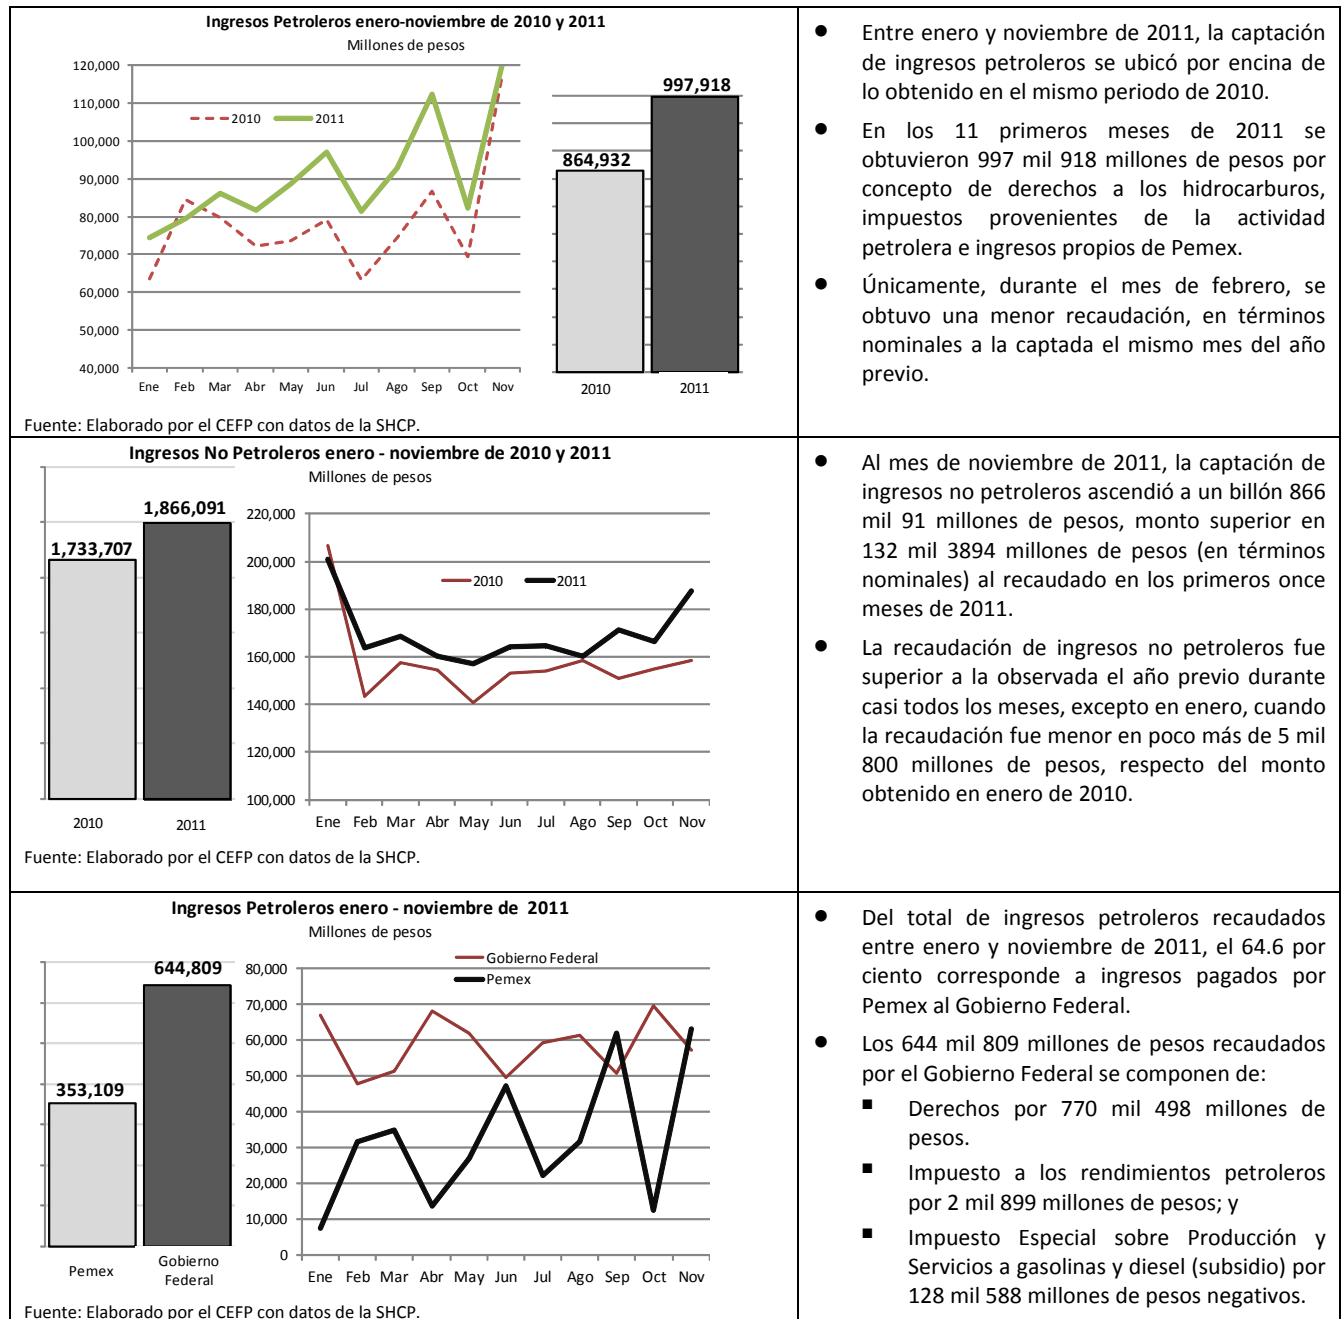 Ingresos Petroleros enero-noviembre de 2010 y 2011
Millones de pesos
120,000
110,000
100,000
90,000
80,000
70,000
60,000
50,000
40,000
2010
2011
Ene Feb Mar Abr May Jun Jul Ago Sep Oct Nov
864,932
997,918
2010
2011
Fuente: Elaborado por el CEFP con datos de la SHCP.
● Entre enero y noviembre de 2011, la captación
de ingresos petroleros se ubicó por encina de
lo obtenido en el mismo periodo de 2010.
● En los 11 primeros meses de 2011 se
obtuvieron 997 mil 918 millones de pesos por
concepto de derechos a los hidrocarburos,
impuestos provenientes de la actividad
petrolera e ingresos propios de Pemex.
● Únicamente, durante el mes de febrero, se
obtuvo una menor recaudación, en términos
nominales a la captada el mismo mes del año
previo.
Ingresos No Petroleros enero - noviembre de 2010 y 2011
Millones de pesos
1,733,707
1,866,091
2010
2011
220,000
200,000
180,000
160,000
140,000
120,000
100,000
2010
2011
Ene Feb Mar Abr May Jun Jul Ago Sep Oct Nov
Fuente: Elaborado por el CEFP con datos de la SHCP.
● Al mes de noviembre de 2011, la captación de
ingresos no petroleros ascendió a un billón 866
mil 91 millones de pesos, monto superior en
132 mil 3894 millones de pesos (en términos
nominales) al recaudado en los primeros once
meses de 2011.
● La recaudación de ingresos no petroleros fue
superior a la observada el año previo durante
casi todos los meses, excepto en enero, cuando
la recaudación fue menor en poco más de 5 mil
800 millones de pesos, respecto del monto
obtenido en enero de 2010.
Ingresos Petroleros enero - noviembre de  2011
Millones de pesos
353,109
644,809
Pemex
Gobierno
Federal
80,000
70,000
60,000
50,000
40,000
30,000
20,000
10,000
0
Gobierno Federal
Pemex
Ene Feb Mar Abr May Jun Jul Ago Sep Oct Nov
Fuente: Elaborado por el CEFP con datos de la SHCP.
● Del total de ingresos petroleros recaudados
entre enero y noviembre de 2011, el 64.6 por
ciento corresponde a ingresos pagados por
Pemex al Gobierno Federal.
● Los 644 mil 809 millones de pesos recaudados
por el Gobierno Federal se componen de:
▪ Derechos por 770 mil 498 millones de
pesos.
▪ Impuesto a los rendimientos petroleros
por 2 mil 899 millones de pesos; y
▪ Impuesto Especial sobre Producción y
Servicios a gasolinas y diesel (subsidio) por
128 mil 588 millones de pesos negativos.